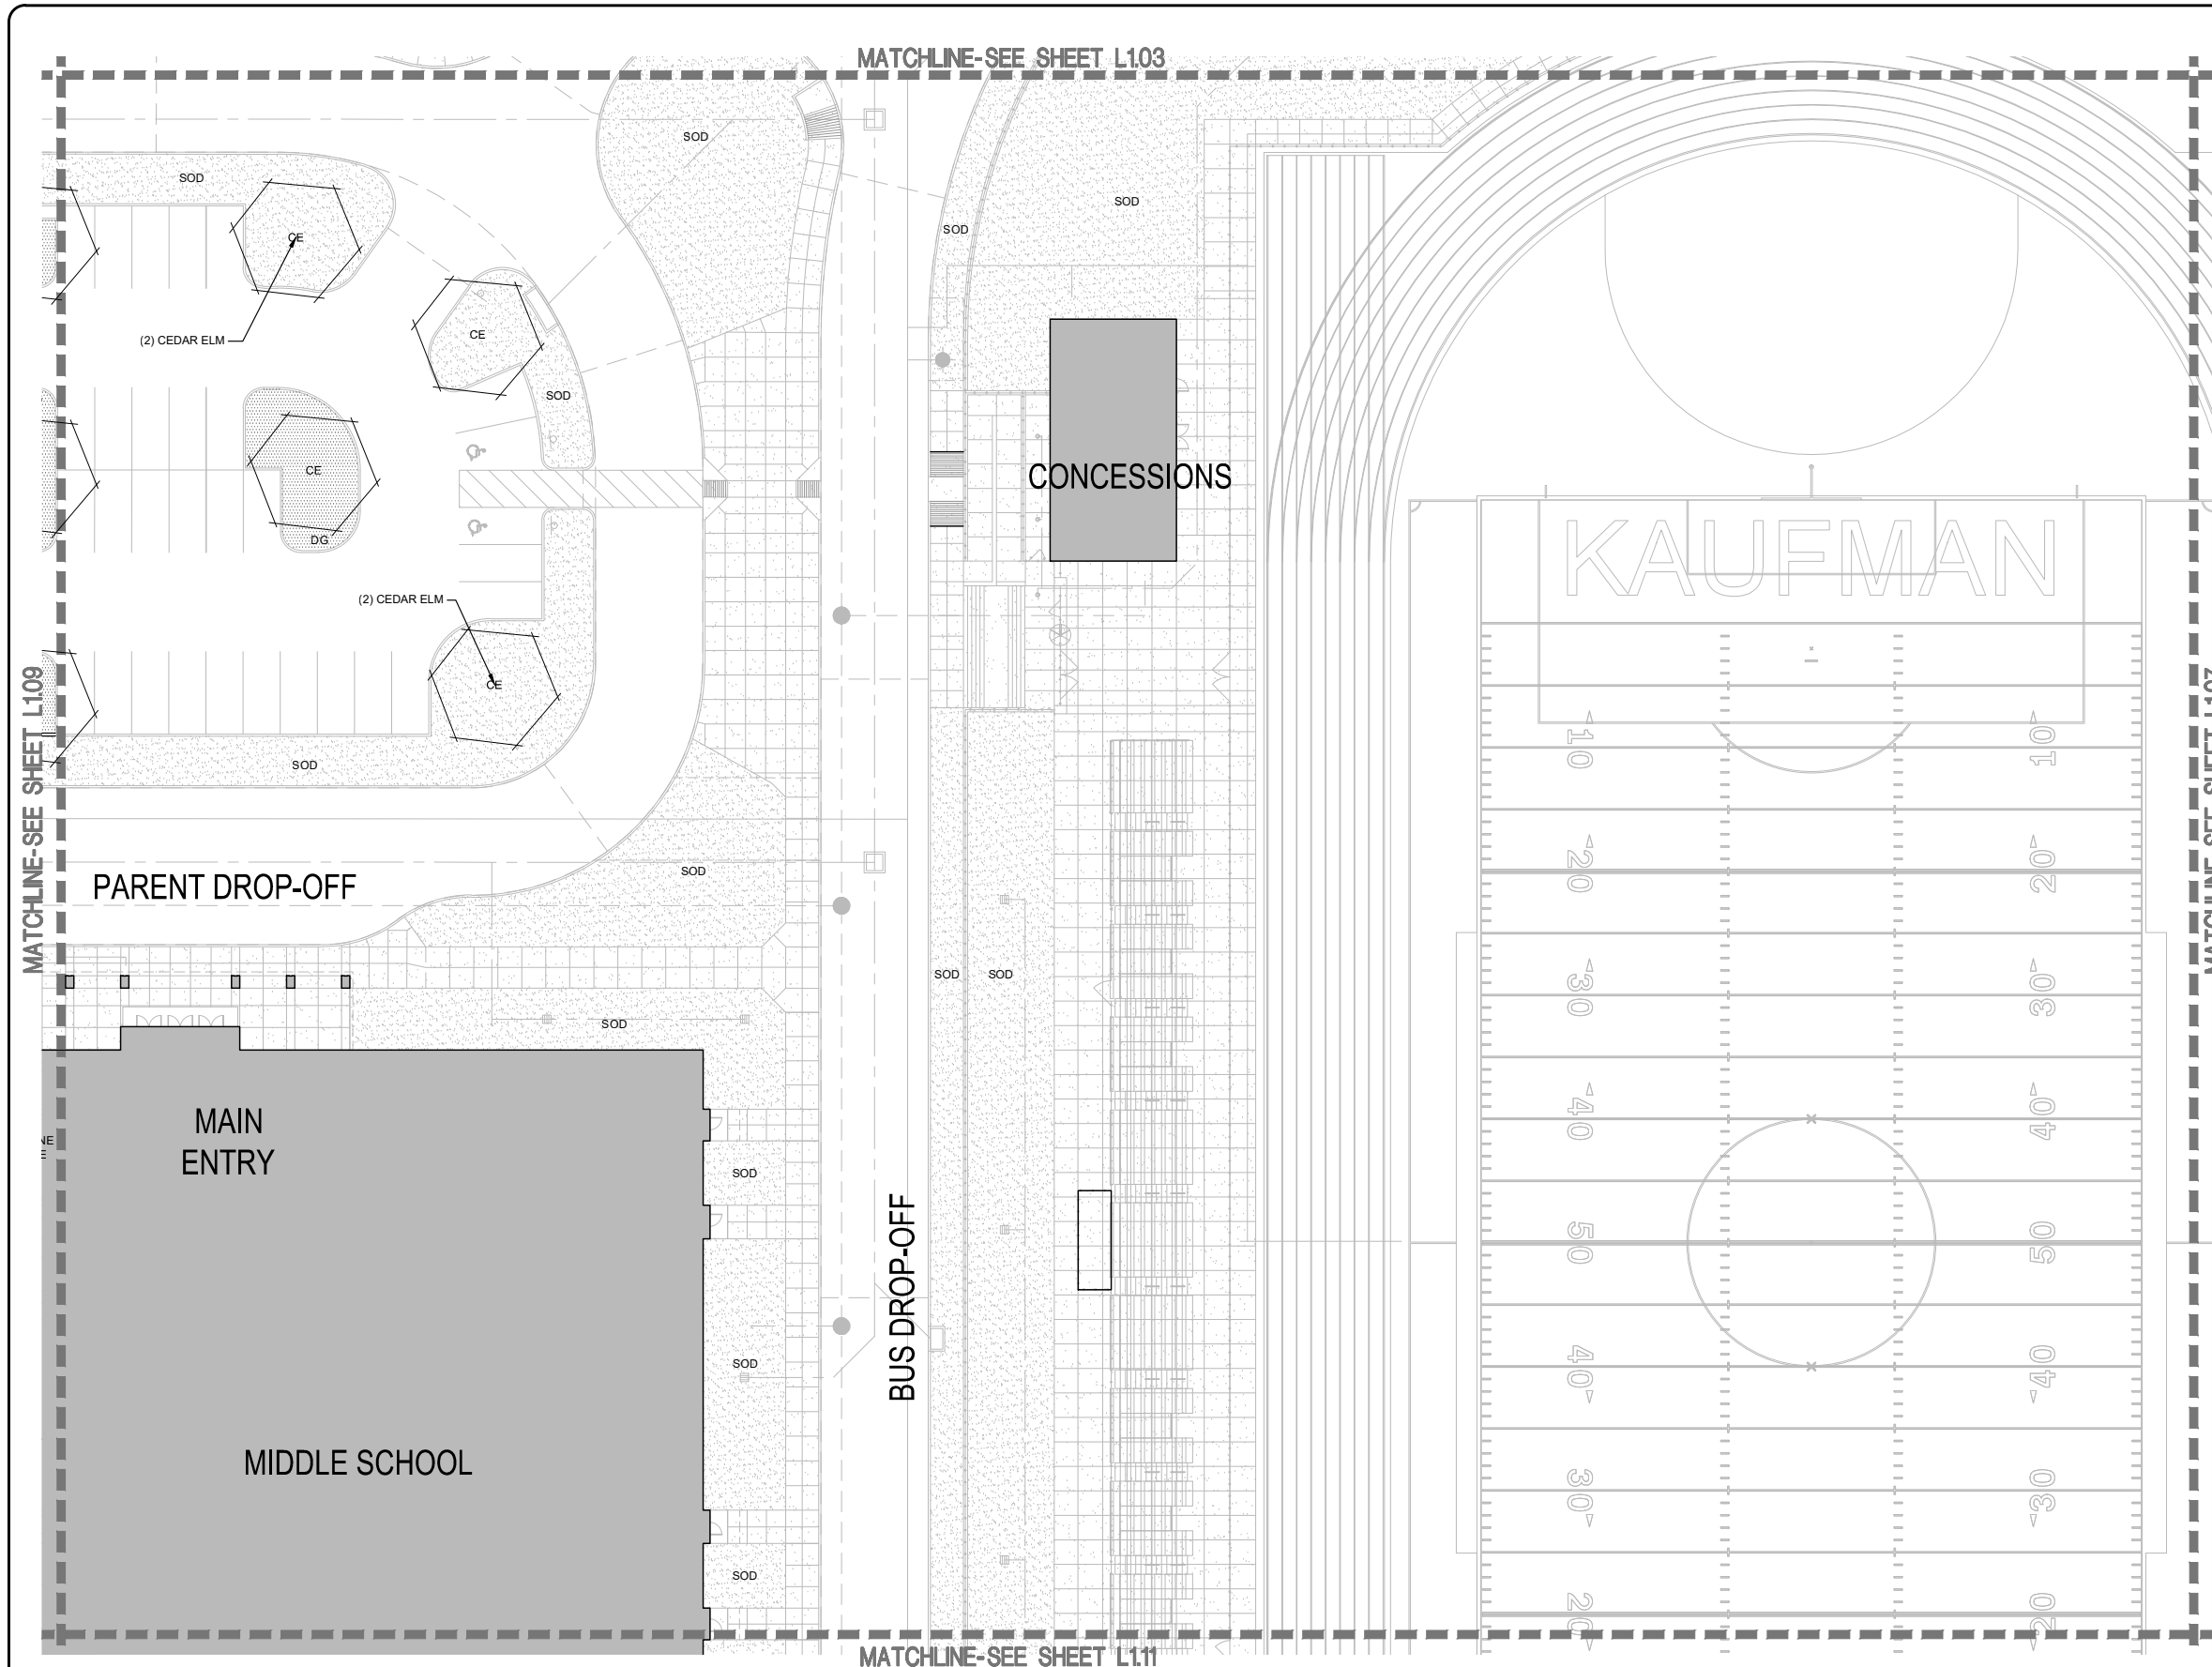 MATCHLINE-SEE SHEET L1.03
SOD
SOD
SOD
SOD
CE
(2) CEDAR ELM
CE
SOD
CE
CONCESSIONS
DG
KAUFMAN
(2) CEDAR ELM
CE
MATCHLINE-SEE SHEET L1.09
SOD
10
10
20
20
SOD
PARENT DROP-OFF
SOD
SOD
30
30
SOD
MAIN
ENTRY
40
40
NE
SOD
50
50
BUS DROP-OFF
SOD
40
40
MIDDLE SCHOOL
30
30
SOD
20
20
MATCHLINE-SEE SHEET L1.11